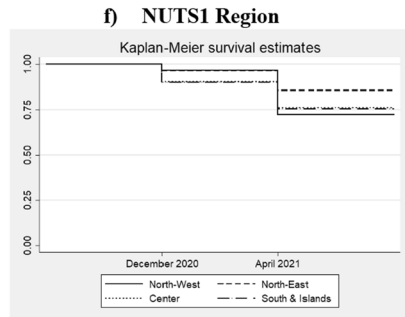 f) NUTS1 Region
Kaplan-Meier survival estimates
1.00
0.75
0.50
0.25
0.00
December 2020 April 2021
North-West North-East
Center South & Islands